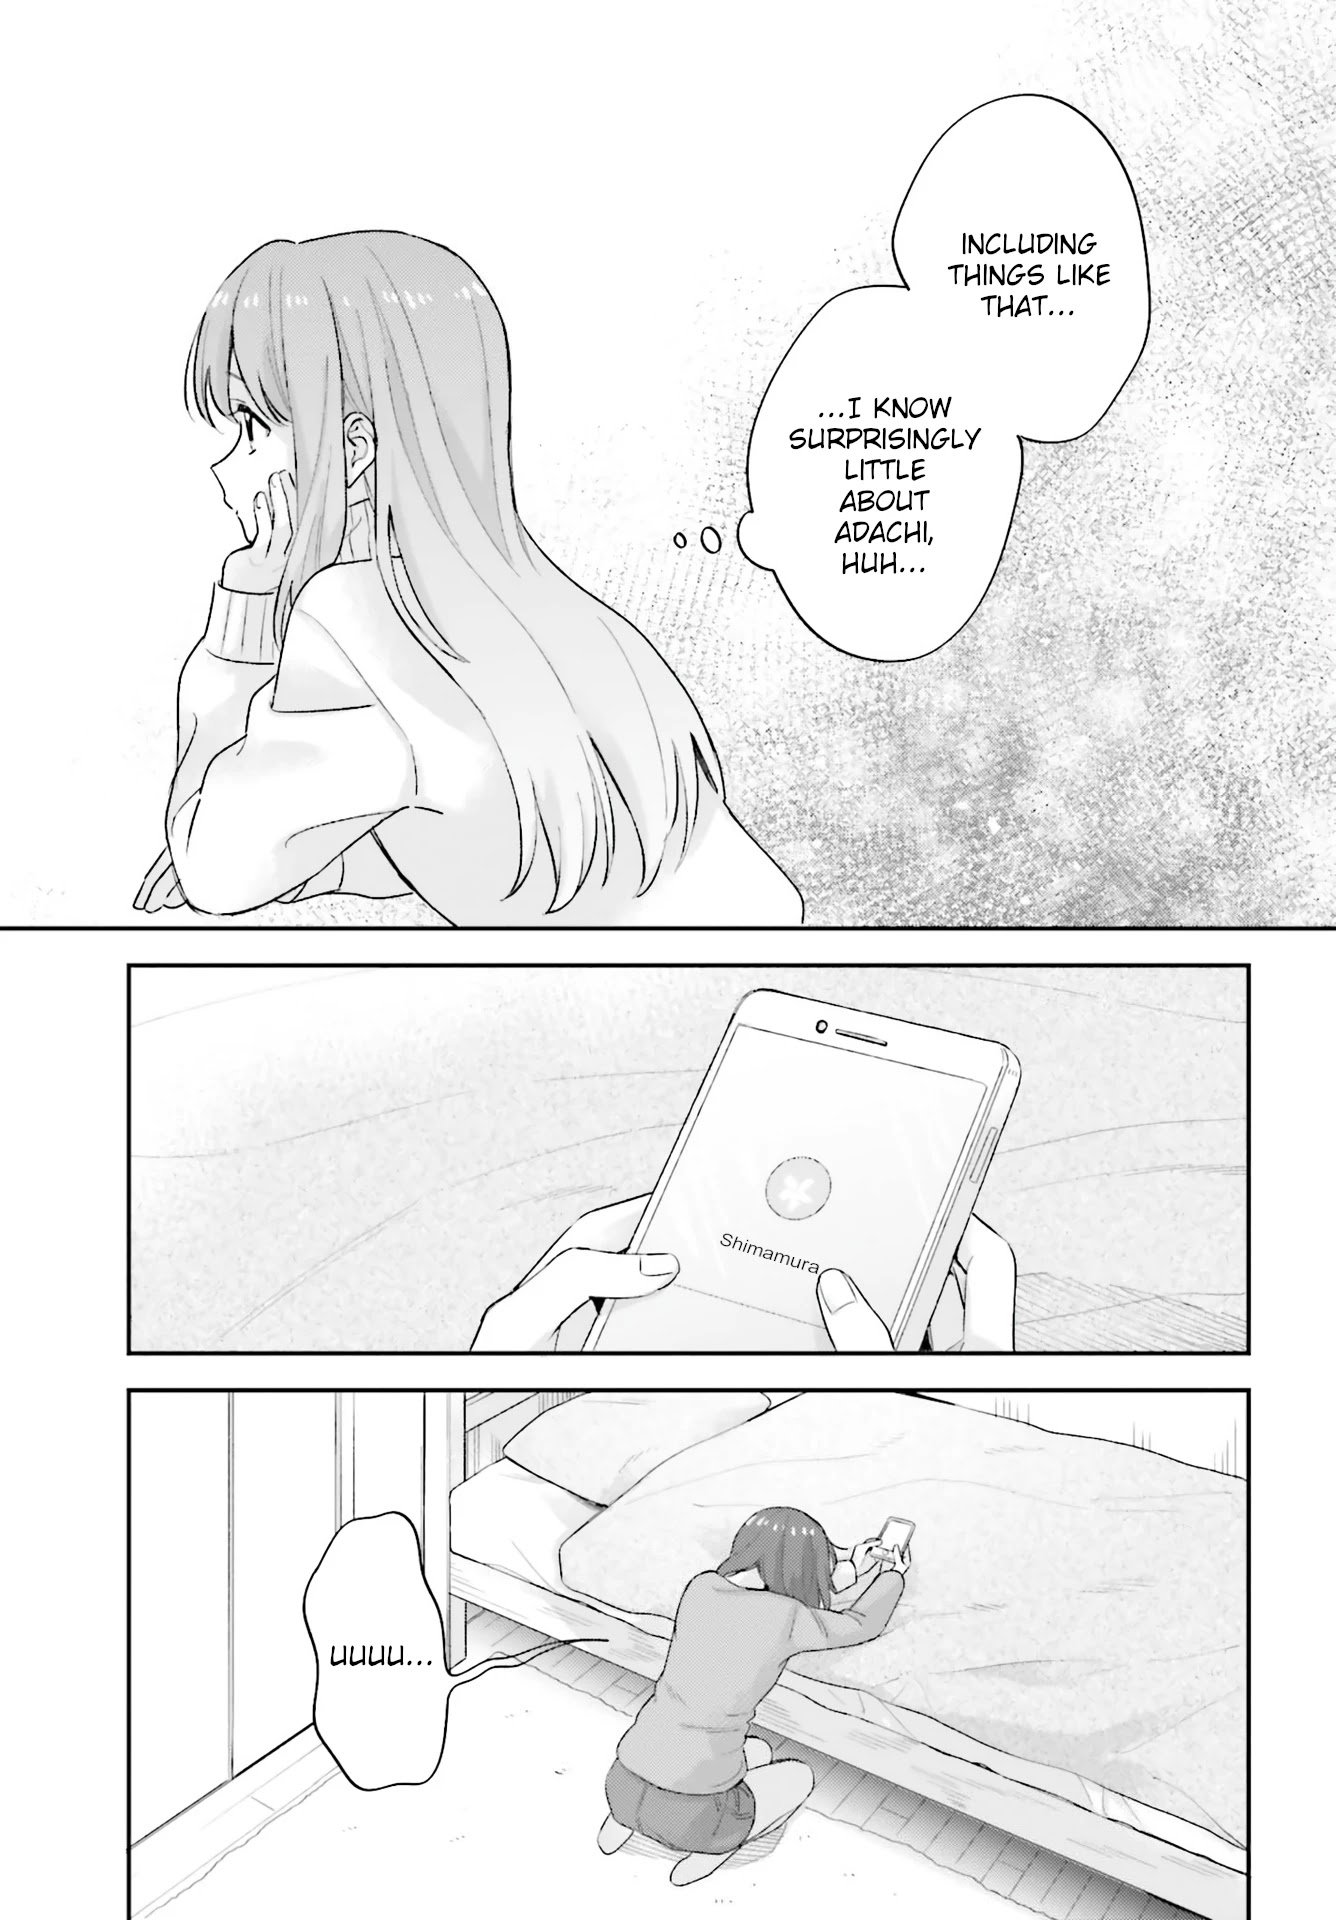 INCLUDING
THINGS LIKE
THAT...
...I KNOW
SURPRISINGLY
LITTLE
ABOUT
ADACHI,
HUH...
Shimamura
UUUU...